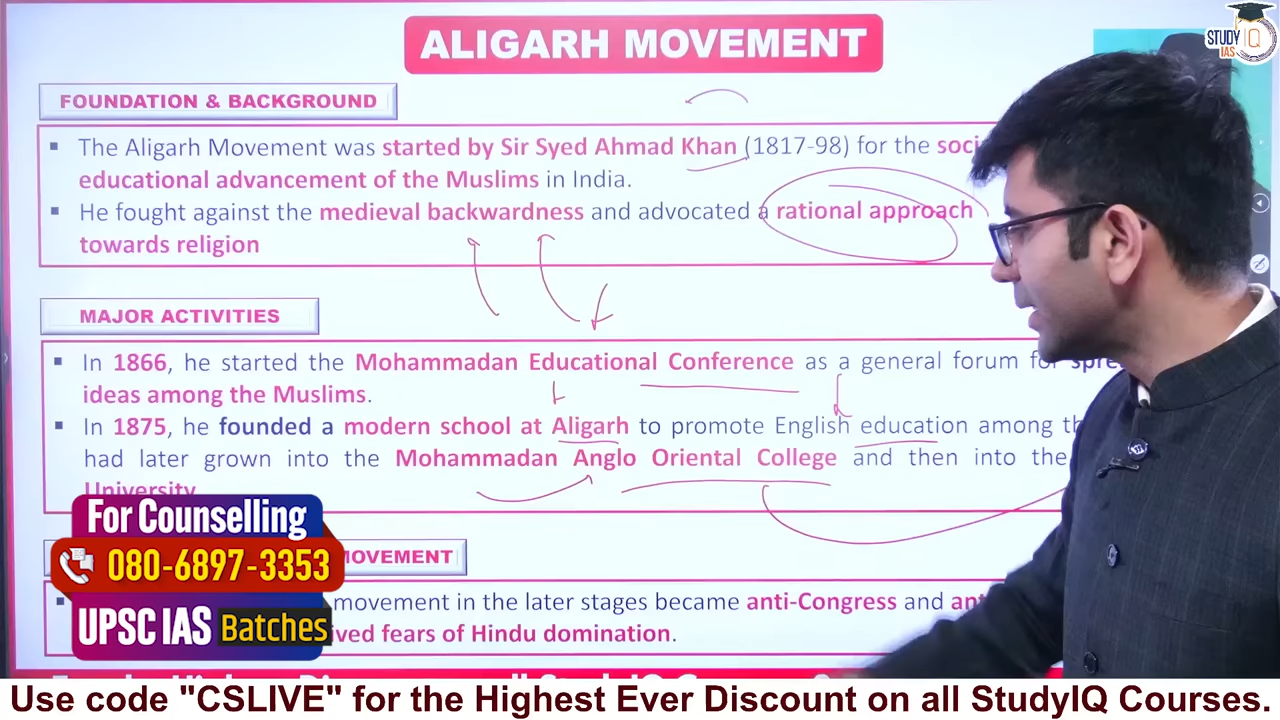 ALIGARH MOVEMENT
STUDY IQ
IAS
FOUNDATION & BACKGROUND
▪ The Aligarh Movement was started by Sir Syed Ahmad Khan (1817-98) for the soci
educational advancement of the Muslims in India.
▪ He fought against the medieval backwardness and advocated a rational approach
towards religion
MAJOR ACTIVITIES
▪ In 1866, he started the Mohammadan Educational Conference as a general forum for spre
ideas among the Muslims.
▪ In 1875, he founded a modern school at Aligarh to promote English education among th
had later grown into the Mohammadan Anglo Oriental College and then into the
University
For Counselling
080-6897-3353
UPSC IAS Batches
MOVEMENT
movement in the later stages became anti-Congress and ant
ived fears of Hindu domination.
Use code "CSLIVE" for the Highest Ever Discount on all StudyIQ Courses.